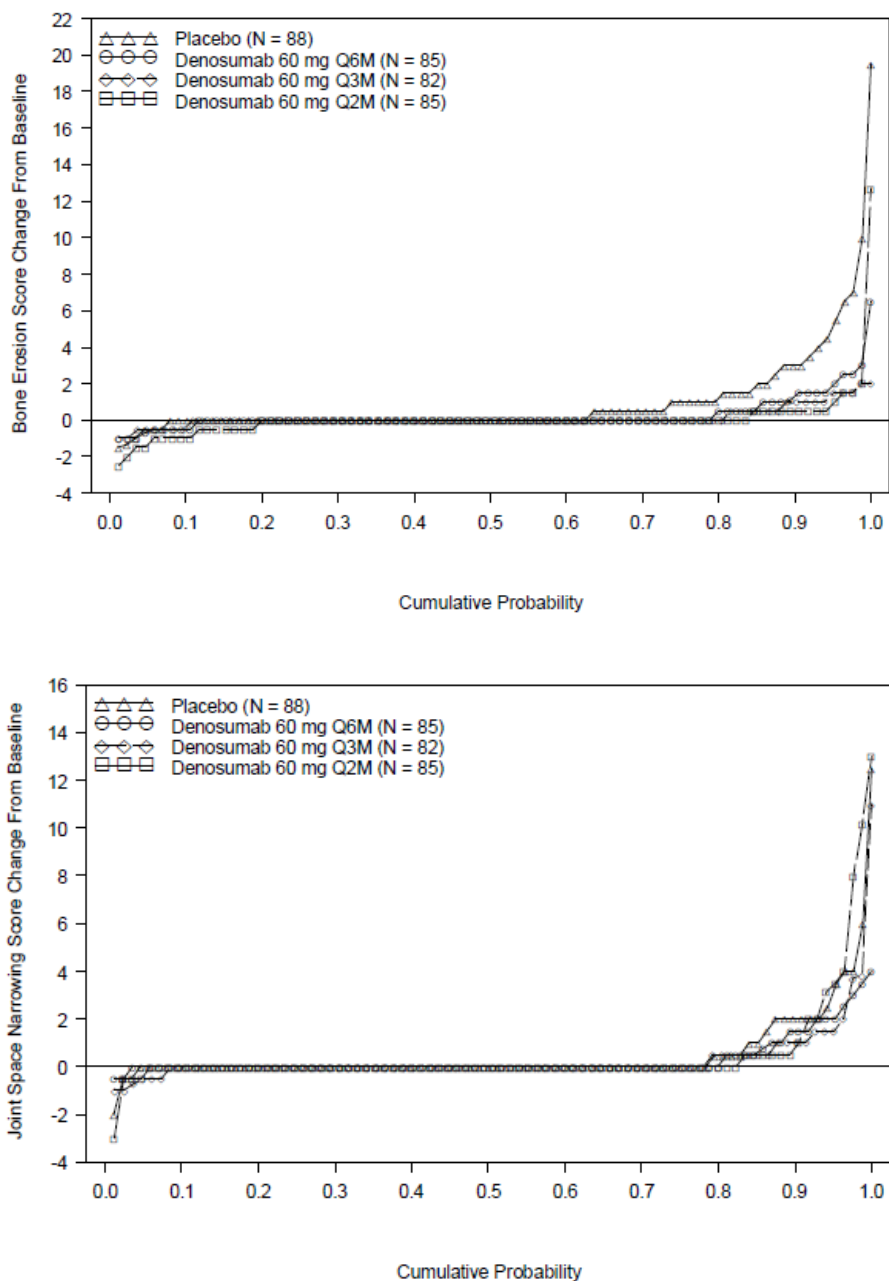 22
20
18
16
14
12
10
8
6
4
2
0
-2
-4
Bone Erosion Score Change From Baseline
Placebo (N = 88)
Denosumab 60 mg Q6M (N = 85)
Denosumab 60 mg Q3M (N = 82)
Denosumab 60 mg Q2M (N = 85)
0.0 0.1 0.2 0.3 0.4 0.5 0.6 0.7 0.8 0.9 1.0
Cumulative Probability
16
14
12
10
8
6
4
2
0
-2
-4
Joint Space Narrowing Score Change From Baseline
Placebo (N = 88)
Denosumab 60 mg Q6M (N = 85)
Denosumab 60 mg Q3M (N = 82)
Denosumab 60 mg Q2M (N = 85)
0.0 0.1 0.2 0.3 0.4 0.5 0.6 0.7 0.8 0.9 1.0
Cumulative Probability